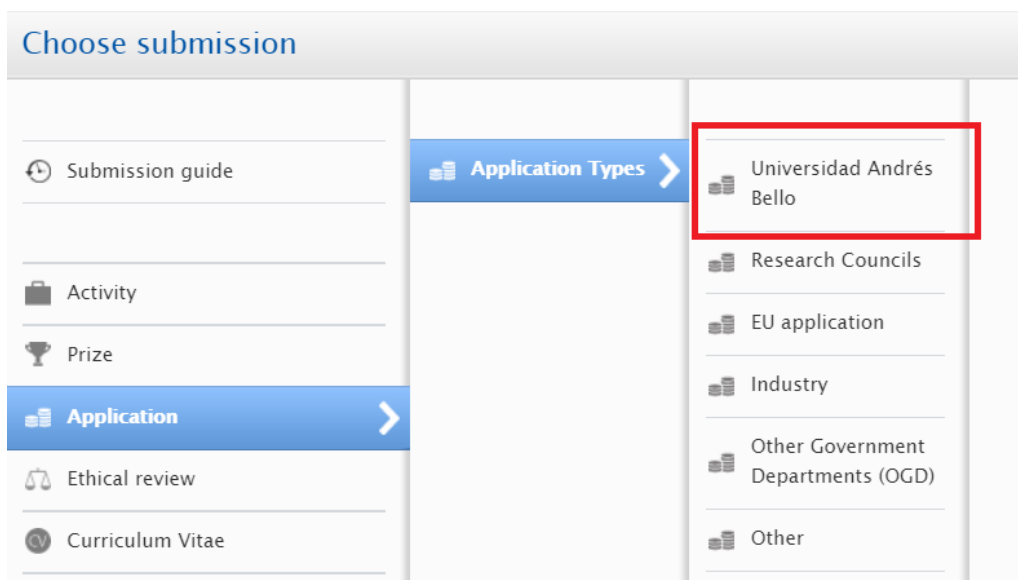 Choose submission
Submission guide
Activity
Prize
Application
Ethical review
CV
Curriculum Vitae
Application Types
Universidad Andrés
Bello
Research Councils
EU application
Industry
Other Government
Departments (OGD)
Other